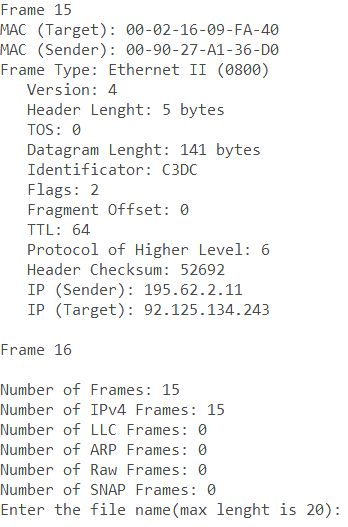 Frame 15
MAC (Target): 00-02-16-09-FA-40
MAC (Sender): 00-90-27-A1-36-D0
Frame Type: Ethernet II (0800)
Version: 4
Header Lenght: 5 bytes
TOS: 0
Datagram Lenght: 141 bytes
Identificator: C3DC
Flags: 2
Fragment Offset: 0
TTL: 64
Protocol of Higher Level: 6
Header Checksum: 52692
IP (Sender): 195.62.2.11
IP (Target): 92.125.134.243
Frame 16
Number of Frames: 15
Number of IPv4 Frames: 15
Number of LLC Frames: 0
Number of ARP Frames: 0
Number of Raw Frames: 0
Number of SNAP Frames: 0
Enter the file name(max lenght is 20):